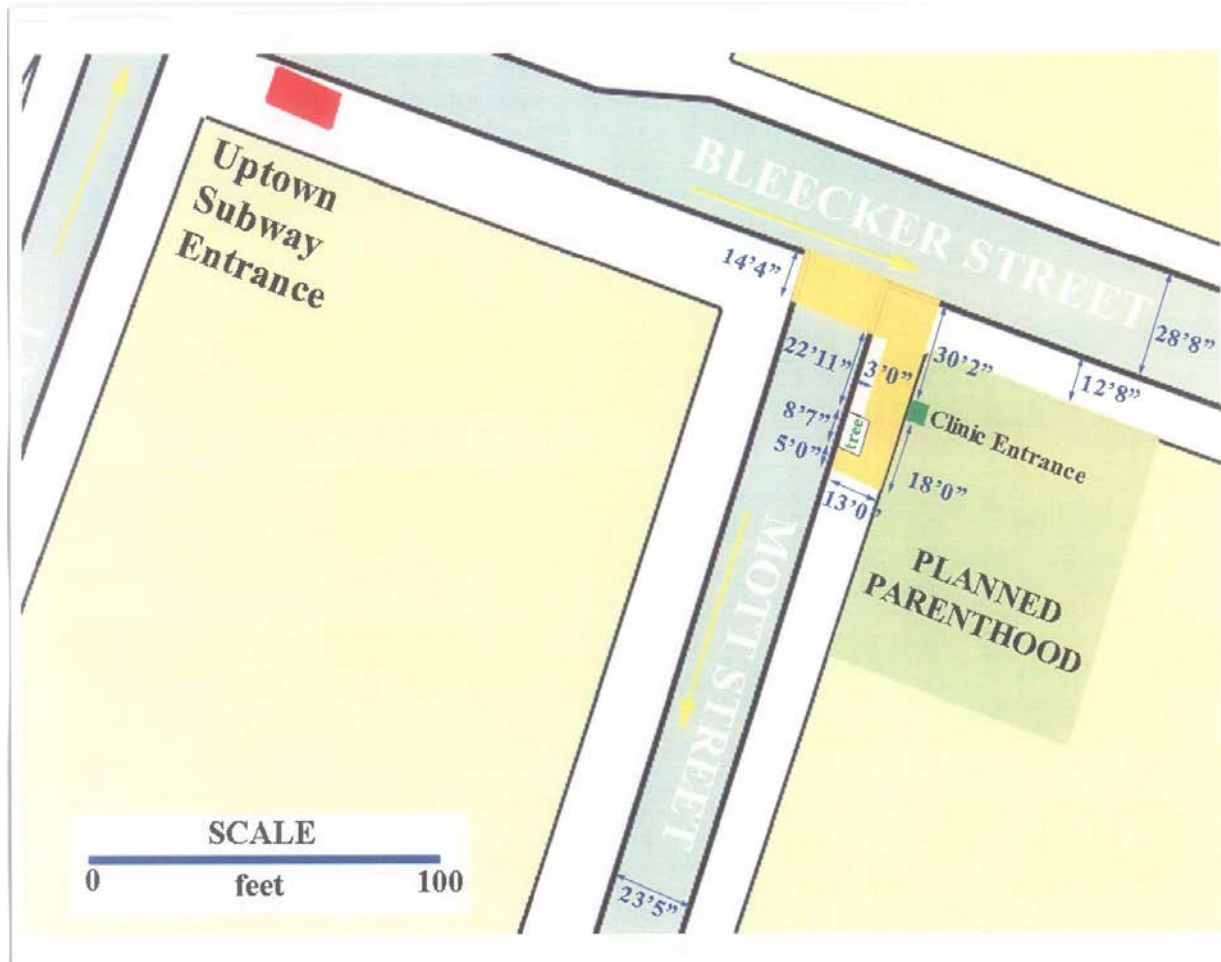 Uptown
Subway
Entrance
BLEECKER STREET
14'4”
22'11”
3'0”
30'2”
28'8”
12'8”
8'7”
tree
Clinic Entrance
5'0”
18'0”
13'0”
MOTT STREET
PLANNED
PARENTHOOD
SCALE
0 feet 100
23'5”